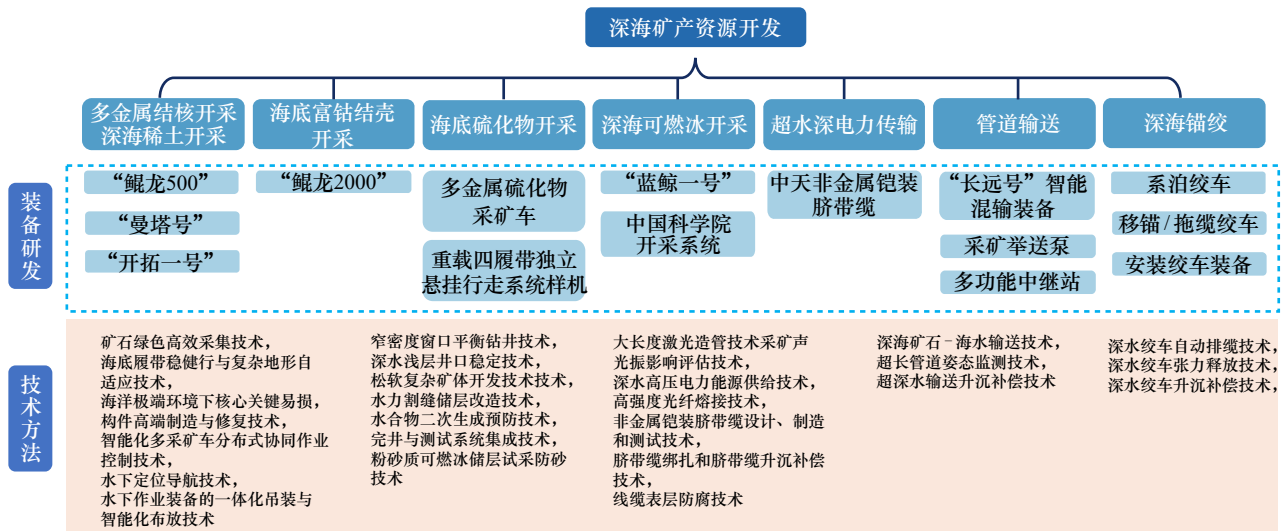 深海矿产资源开发
多金属结核开采
深海稀土开采
海底富钴结壳
开采
海底硫化物开采
深海可燃冰开采
超水深电力传输
管道输送
深海锚绞
装备研发
“鲲龙500”
“曼塔号”
“开拓一号”
“鲲龙2000”
多金属硫化物
采矿车
重载四履带独立
悬挂行走系统样机
“蓝鲸一号”
中国科学院
开采系统
中天非金属铠装
脐带缆
“长远号”智能
混输装备
采矿举送泵
多功能中继站
系泊绞车
移锚/拖缆绞车
安装绞车装备
技术方法
矿石绿色高效采集技术，
海底履带稳健行与复杂地形自
适应技术，
海洋极端环境下核心关键易损，
构件高端制造与修复技术，
智能化多采矿车分布式协同作业
控制技术，
水下定位导航技术，
水下作业装备的一体化吊装与
智能化布放技术
窄密度窗口平衡钻井技术，
深水浅层井口稳定技术，
松软复杂矿体开发技术技术，
水力割缝储层改造技术，
水合物二次生成预防技术，
完井与测试系统集成技术，
粉砂质可燃冰储层试采防砂
技术
大长度激光造管技术采矿声
光振影响评估技术，
深水高压电力能源供给技术，
高强度光纤熔接技术，
非金属铠装脐带缆设计、制造
和测试技术，
脐带缆绑扎和脐带缆升沉补偿
技术，
线缆表层防腐技术
深海矿石–海水输送技术，
超长管道姿态监测技术，
超深水输送升沉补偿技术
深水绞车自动排缆技术，
深水绞车张力释放技术，
深水绞车升沉补偿技术，